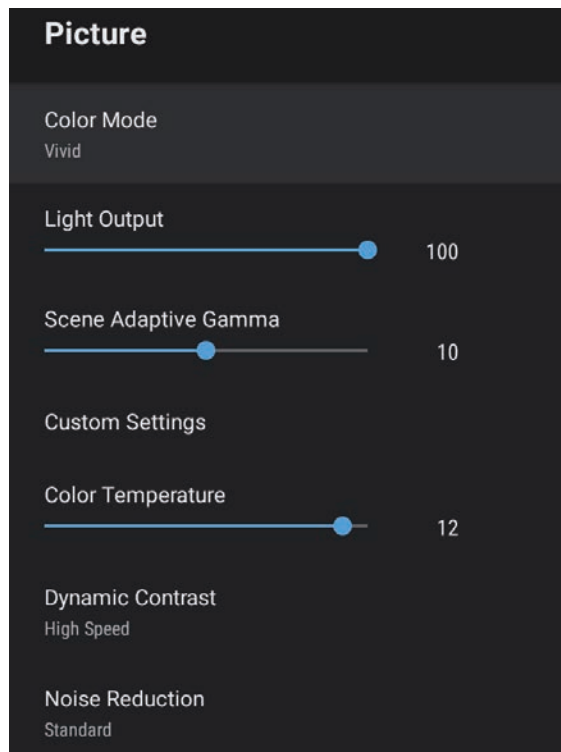 Picture
Color Mode
Vivid
Light Output
100
Scene Adaptive Gamma
10
Custom Settings
Color Temperature
12
Dynamic Contrast
High Speed
Noise Reduction
Standard